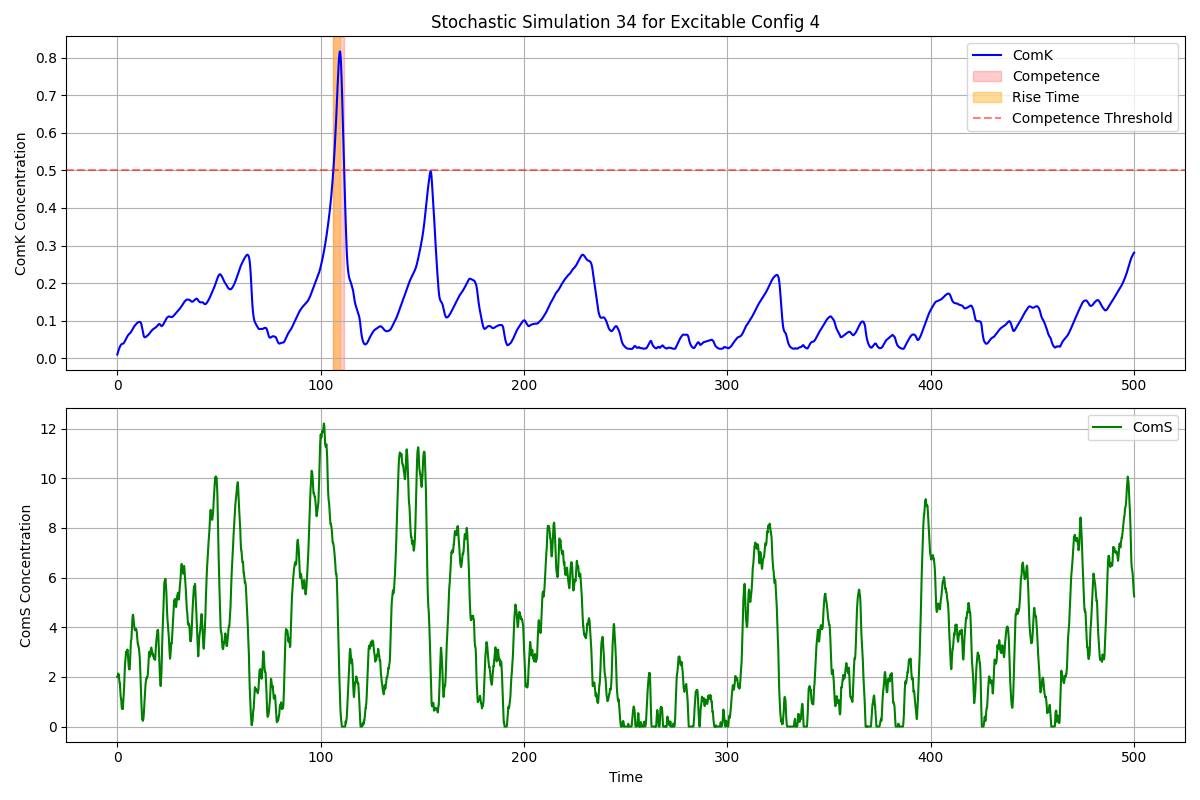 Stochastic Simulation 34 for Excitable Config 4
ComK Concentration
0.8
0.7
0.6
0.5
0.4
0.3
0.2
0.1
0.0
ComK
Competence
Rise Time
Competence Threshold
0 100 200 300 400 500
ComS Concentration
12
10
8
6
4
2
0
ComS
0 100 200 300 400 500
Time